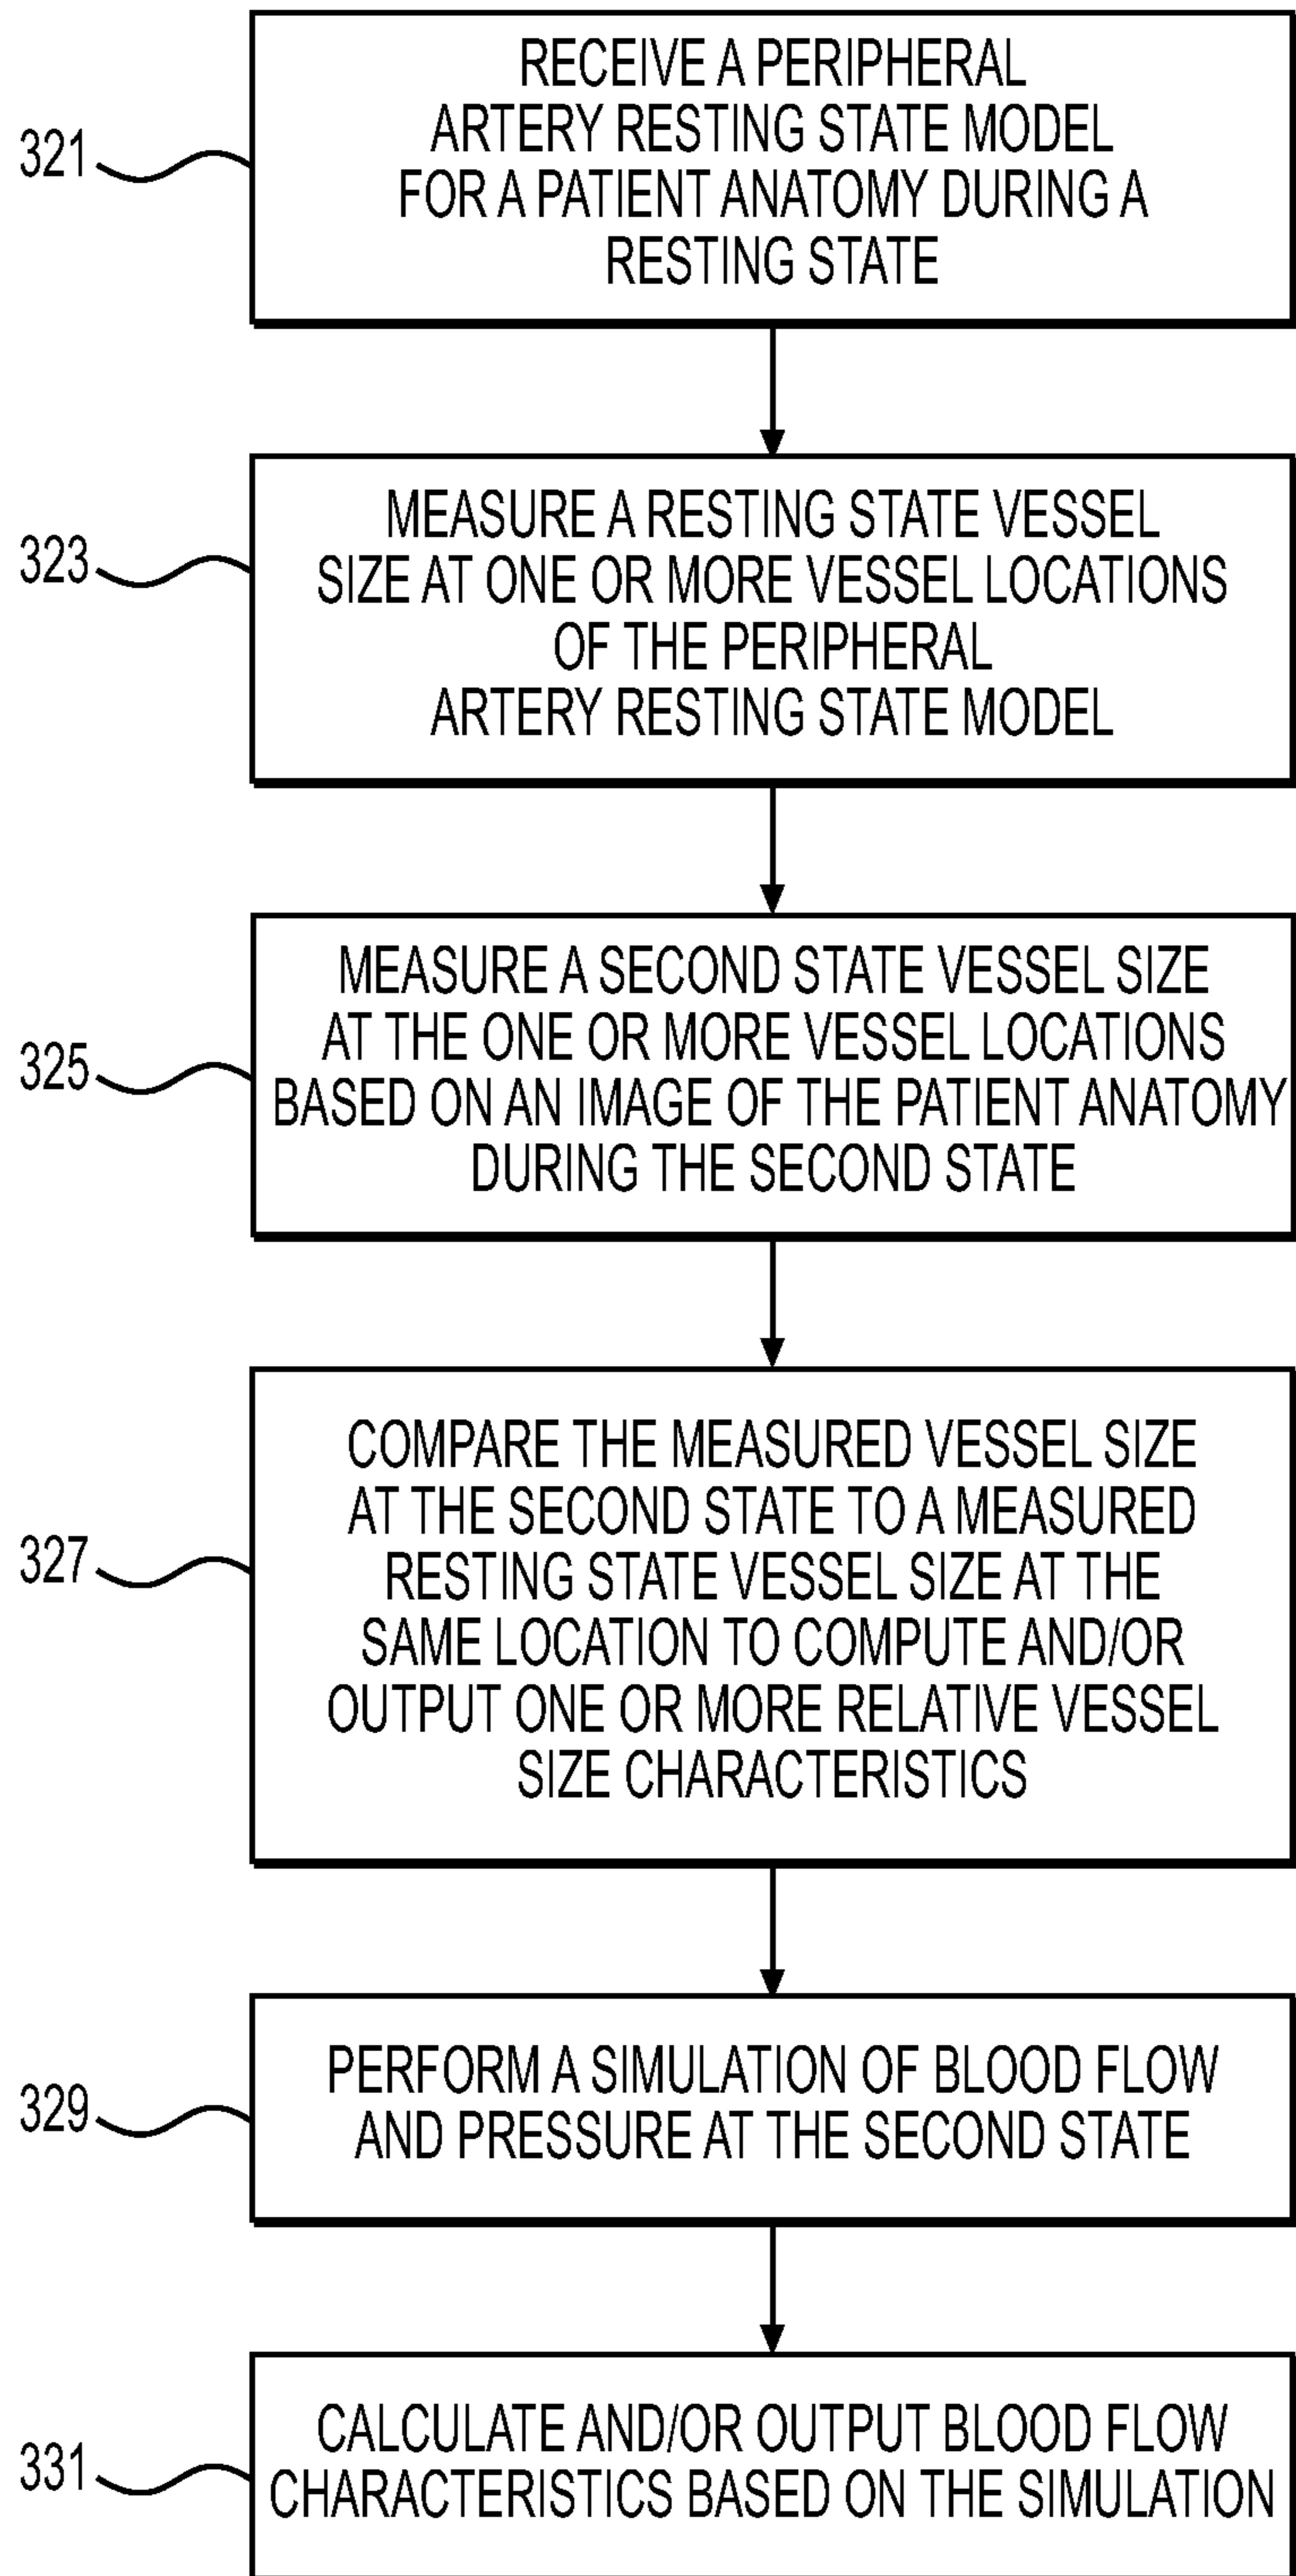 321
RECEIVE A PERIPHERAL
ARTERY RESTING STATE MODEL
FOR A PATIENT ANATOMY DURING A
RESTING STATE
323
MEASURE A RESTING STATE VESSEL
SIZE AT ONE OR MORE VESSEL LOCATIONS
OF THE PERIPHERAL
ARTERY RESTING STATE MODEL
325
MEASURE A SECOND STATE VESSEL SIZE
AT THE ONE OR MORE VESSEL LOCATIONS
BASED ON AN IMAGE OF THE PATIENT ANATOMY
DURING THE SECOND STATE
327
COMPARE THE MEASURED VESSEL SIZE
AT THE SECOND STATE TO A MEASURED
RESTING STATE VESSEL SIZE AT THE
SAME LOCATION TO COMPUTE AND/OR
OUTPUT ONE OR MORE RELATIVE VESSEL
SIZE CHARACTERISTICS
329
PERFORM A SIMULATION OF BLOOD FLOW
AND PRESSURE AT THE SECOND STATE
331
CALCULATE AND/OR OUTPUT BLOOD FLOW
CHARACTERISTICS BASED ON THE SIMULATION